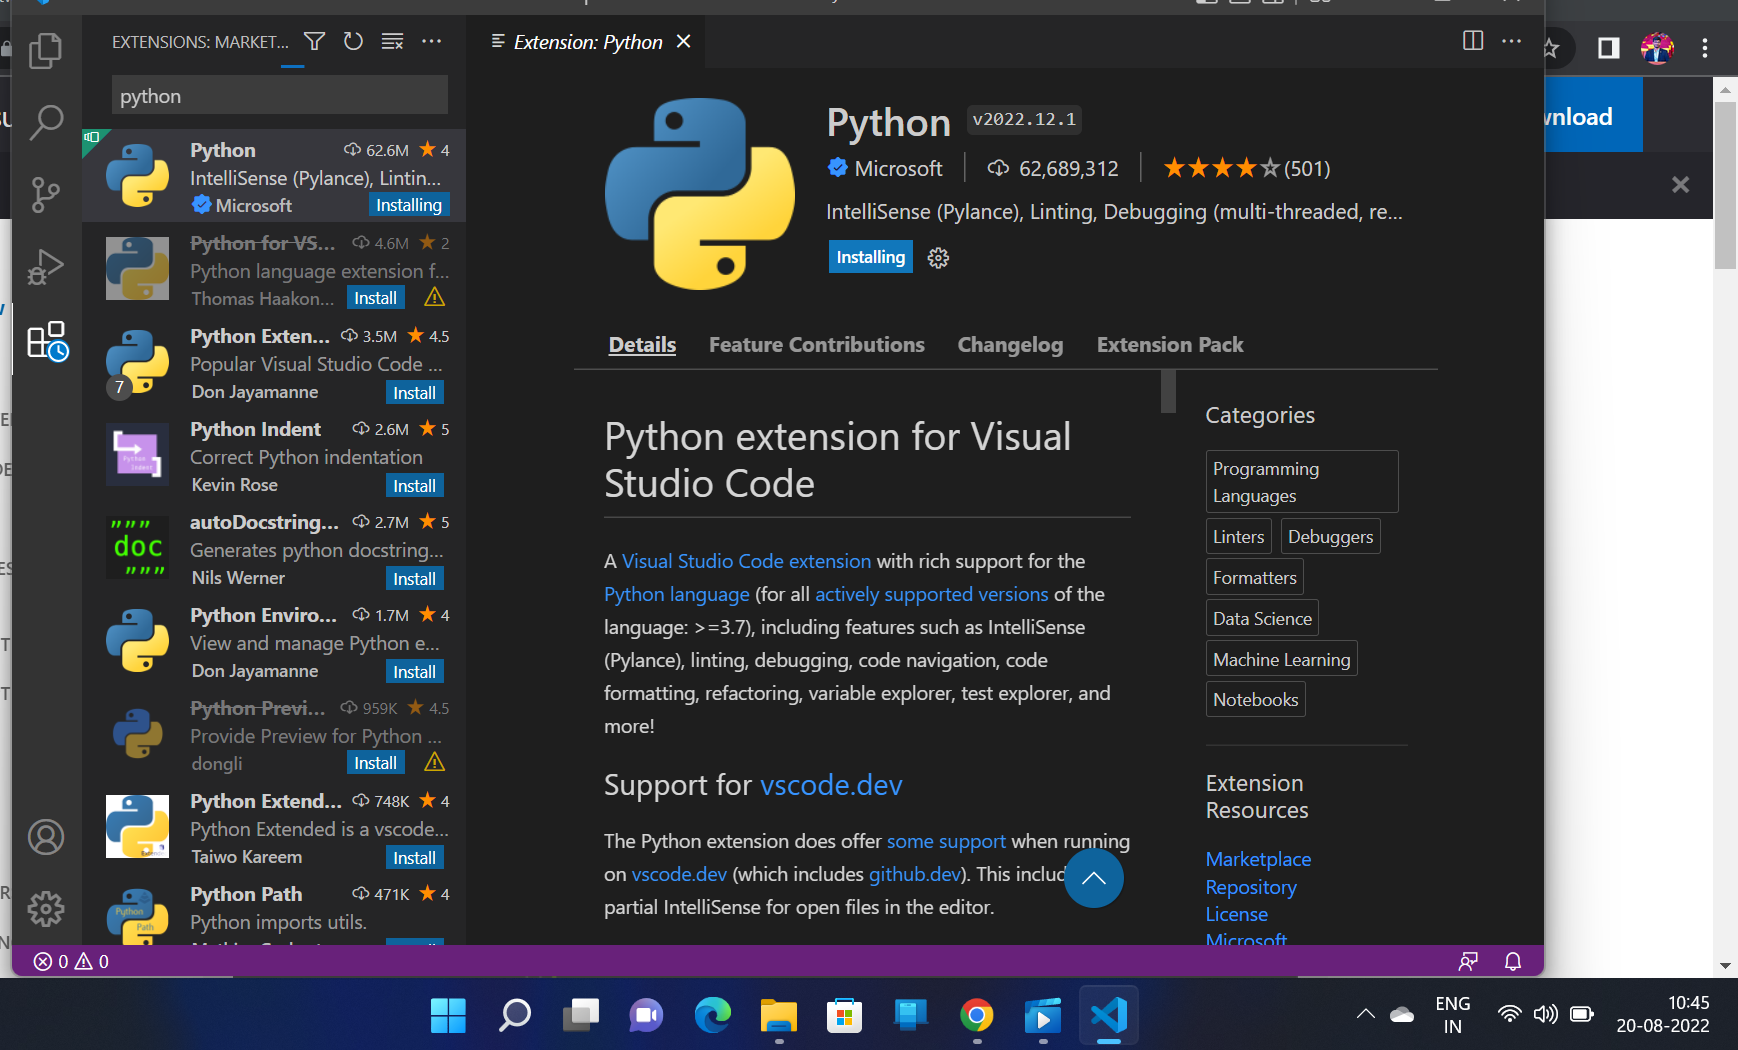 EXTENSIONS: MARKET...
python
Python 62.6M 4
IntelliSense (Pylance), Lintin...
Microsoft Installing
Python for VS... 4.6M 2
Python language extension f...
Thomas Haakon... Install
Python Exten... 3.5M 4.5
Popular Visual Studio Code ...
7
Don Jayamanne Install
Python Indent 2.6M 5
Correct Python indentation
Kevin Rose Install
autoDocstring... 2.7M 5
Generates python docstring...
Nils Werner Install
""" doc """
Python Enviro... 1.7M 4
View and manage Python e...
Don Jayamanne Install
Python Previ... 959K 4.5
Provide Preview for Python ...
dongli Install
Python Extend... 748K 4
Python Extended is a vscode...
Taiwo Kareem Install
Python Path 471K 4
Python imports utils.
Python
Path
Extension: Python
Python v2022.12.1
Microsoft 62,689,312 (501)
IntelliSense (Pylance), Linting, Debugging (multi-threaded, re...
Installing
Details Feature Contributions Changelog Extension Pack
Python extension for Visual
Studio Code
A Visual Studio Code extension with rich support for the
Python language (for all actively supported versions of the
language: >=3.7), including features such as IntelliSense
(Pylance), linting, debugging, code navigation, code
formatting, refactoring, variable explorer, test explorer, and
more!
Support for vscode.dev
The Python extension does offer some support when running
on vscode.dev (which includes github.dev). This includ
partial IntelliSense for open files in the editor.
Categories
Programming
Languages
Linters Debuggers
Formatters
Data Science
Machine Learning
Notebooks
Extension
Resources
Marketplace
Repository
License
Microsoft
wnload
0 0
ENG
IN
10:45
20-08-2022